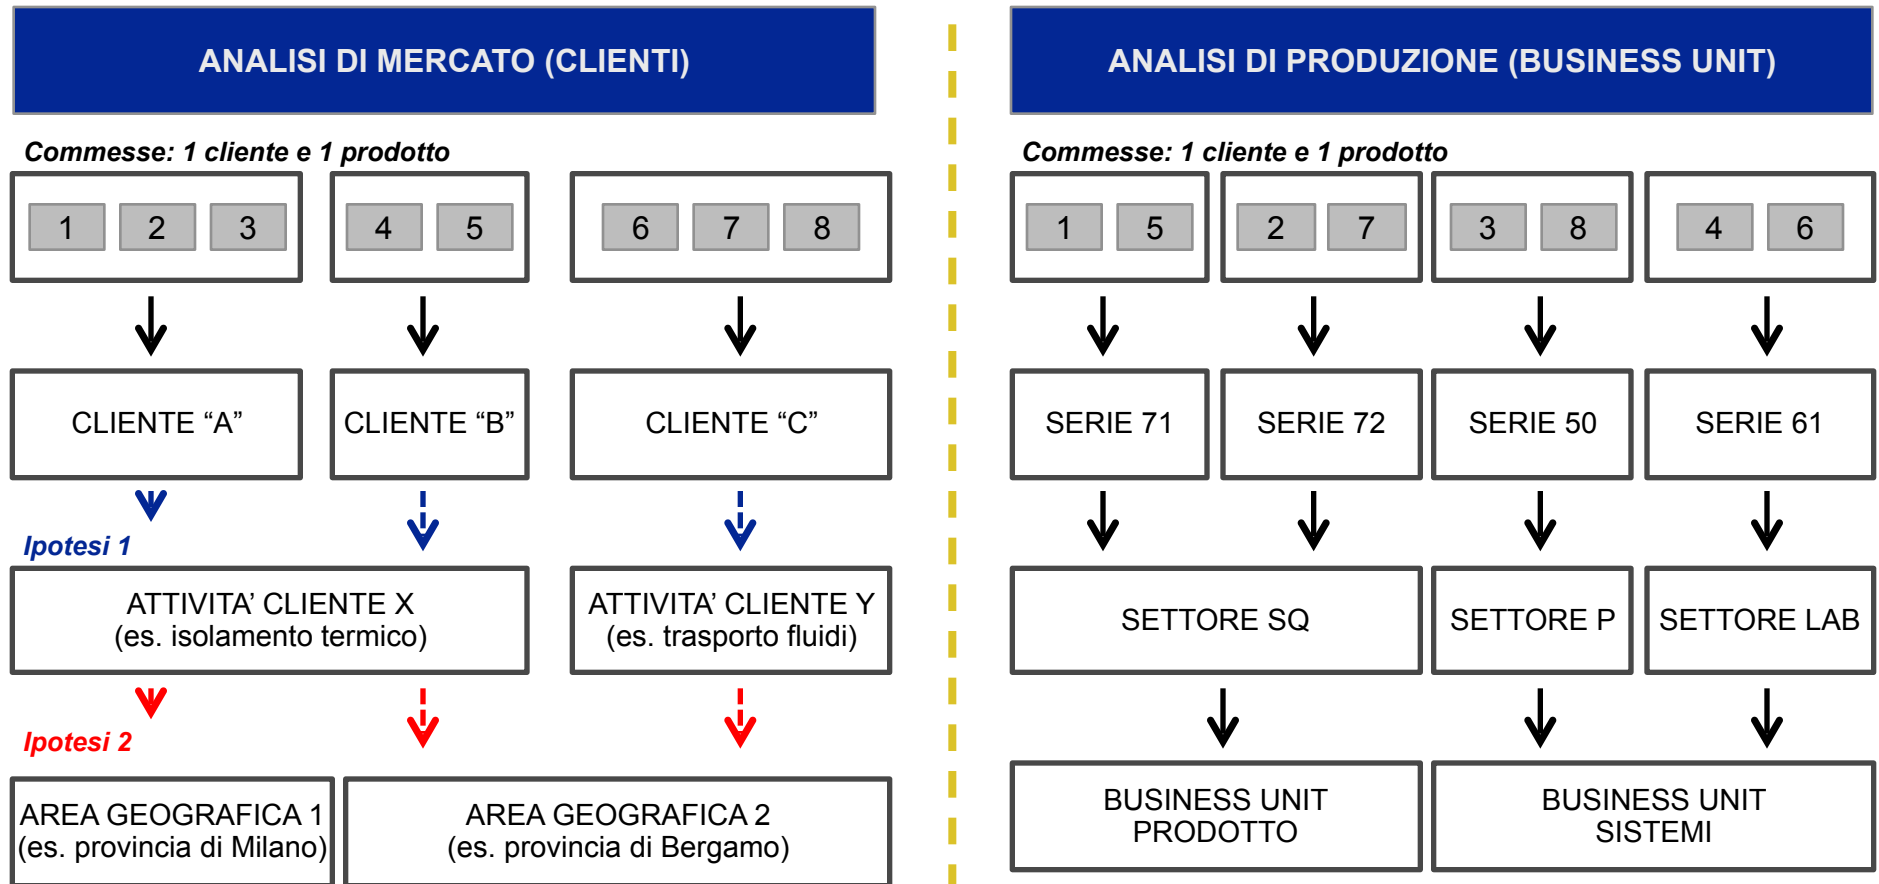 ANALISI DI MERCATO (CLIENTI)
Commesse: 1 cliente e 1 prodotto
1 2 3 4 5 6 7 8
CLIENTE “A” CLIENTE “B” CLIENTE “C”
Ipotesi 1
ATTIVITA’ CLIENTE X
(es. isolamento termico)
ATTIVITA’ CLIENTE Y
(es. trasporto fluidi)
Ipotesi 2
AREA GEOGRAFICA 1
(es. provincia di Milano)
AREA GEOGRAFICA 2
(es. provincia di Bergamo)
ANALISI DI PRODUZIONE (BUSINESS UNIT)
Commesse: 1 cliente e 1 prodotto
1 5 2 7 3 8 4 6
SERIE 71 SERIE 72 SERIE 50 SERIE 61
SETTORE SQ SETTORE P SETTORE LAB
BUSINESS UNIT
PRODOTTO
BUSINESS UNIT
SISTEMI